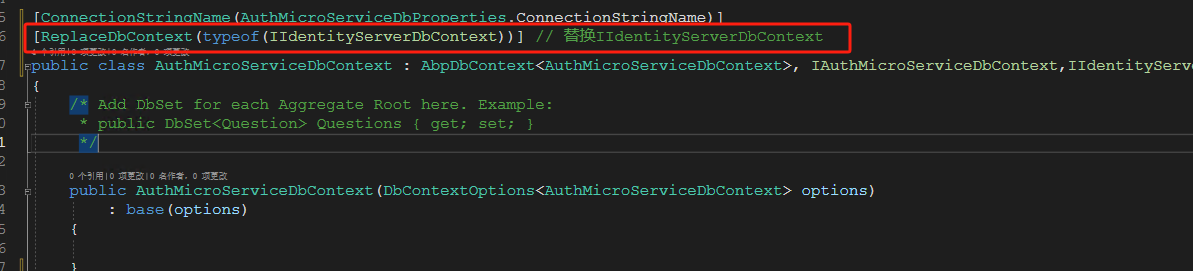 5 [ConnectionStringName(AuthMicroServiceDbProperties.ConnectionStringName)]
6 [ReplaceDbContext(typeof(IIdentityServerDbContext))] // 替换IIdentityServerDbContext
1 个引用|0 项更改|0 名作者，0 项更改
7 public class AuthMicroServiceDbContext : AbpDbContext<AuthMicroServiceDbContext>, IAuthMicroServiceDbContext,IIdentityServe
8 {
9 /* Add DbSet for each Aggregate Root here. Example:
0 * public DbSet<Question> Questions { get; set; }
1 */
2
0 个引用|0 项更改|0 名作者，0 项更改
3 public AuthMicroServiceDbContext(DbContextOptions<AuthMicroServiceDbContext> options)
4 : base(options)
5 {
6
7 }